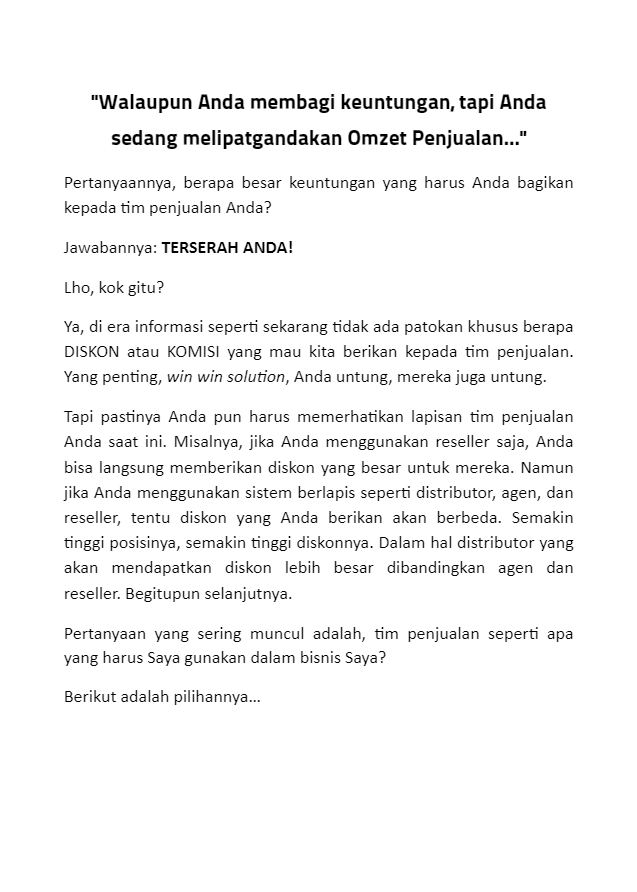 "Walaupun Anda membagi keuntungan, tapi Anda
sedang melipatgandakan Omzet Penjualan..."
Pertanyaannya, berapa besar keuntungan yang harus Anda bagikan
kepada tim penjualan Anda?
Jawabannya: TERSERAH ANDA!
Lho, kok gitu?
Ya, di era informasi seperti sekarang tidak ada patokan khusus berapa
DISKON atau KOMISI yang mau kita berikan kepada tim penjualan.
Yang penting, win win solution, Anda untung, mereka juga untung.
Tapi pastinya Anda pun harus memerhatikan lapisan tim penjualan
Anda saat ini. Misalnya, jika Anda menggunakan reseller saja, Anda
bisa langsung memberikan diskon yang besar untuk mereka. Namun
jika Anda menggunakan sistem berlapis seperti distributor, agen, dan
reseller, tentu diskon yang Anda berikan akan berbeda. Semakin
tinggi posisinya, semakin tinggi diskonnya. Dalam hal distributor yang
akan mendapatkan diskon lebih besar dibandingkan agen dan
reseller. Begitupun selanjutnya.
Pertanyaan yang sering muncul adalah, tim penjualan seperti apa
yang harus Saya gunakan dalam bisnis Saya?
Berikut adalah pilihannya...